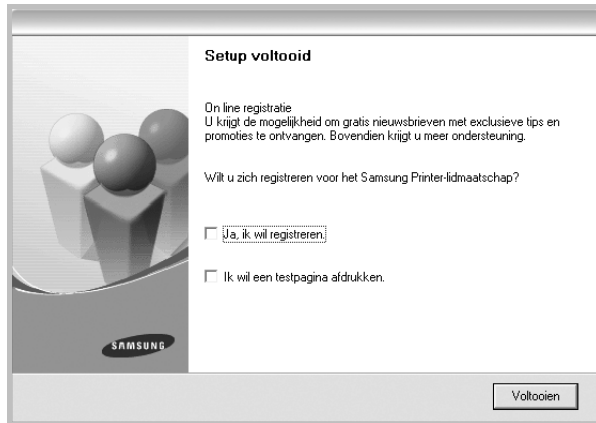 Setup voltooid
On line registratie
U krijgt de mogelijkheid om gratis nieuwsbrieven met exclusieve tips en
promoties te ontvangen. Bovendien krijgt u meer ondersteuning.
Wilt u zich registreren voor het Samsung Printer-lidmaatschap?
Ja, ik wil registreren.
Ik wil een testpagina afdrukken.
SAMSUNG
Voltooien